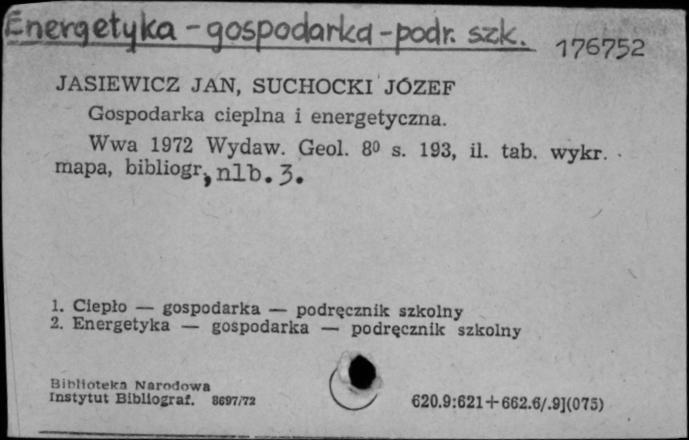 Energetyka - gospodarka - podr. szk. 176752
JASIEWICZ JAN, SUCHOCKI JÓZEF
Gospodarka cieplna i energetyczna.
Wwa 1972 Wydaw. Geol. 8⁰ s. 193, il. tab. wykr.
mapa, bibliogr, nlb. 3.
1. Ciepło — gospodarka — podręcznik szkolny
2. Energetyka — gospodarka — podręcznik szkolny
Biblioteka Narodowa
Instytut Bibliograf. 8697/72
620.9:621+662.6/.9](075)